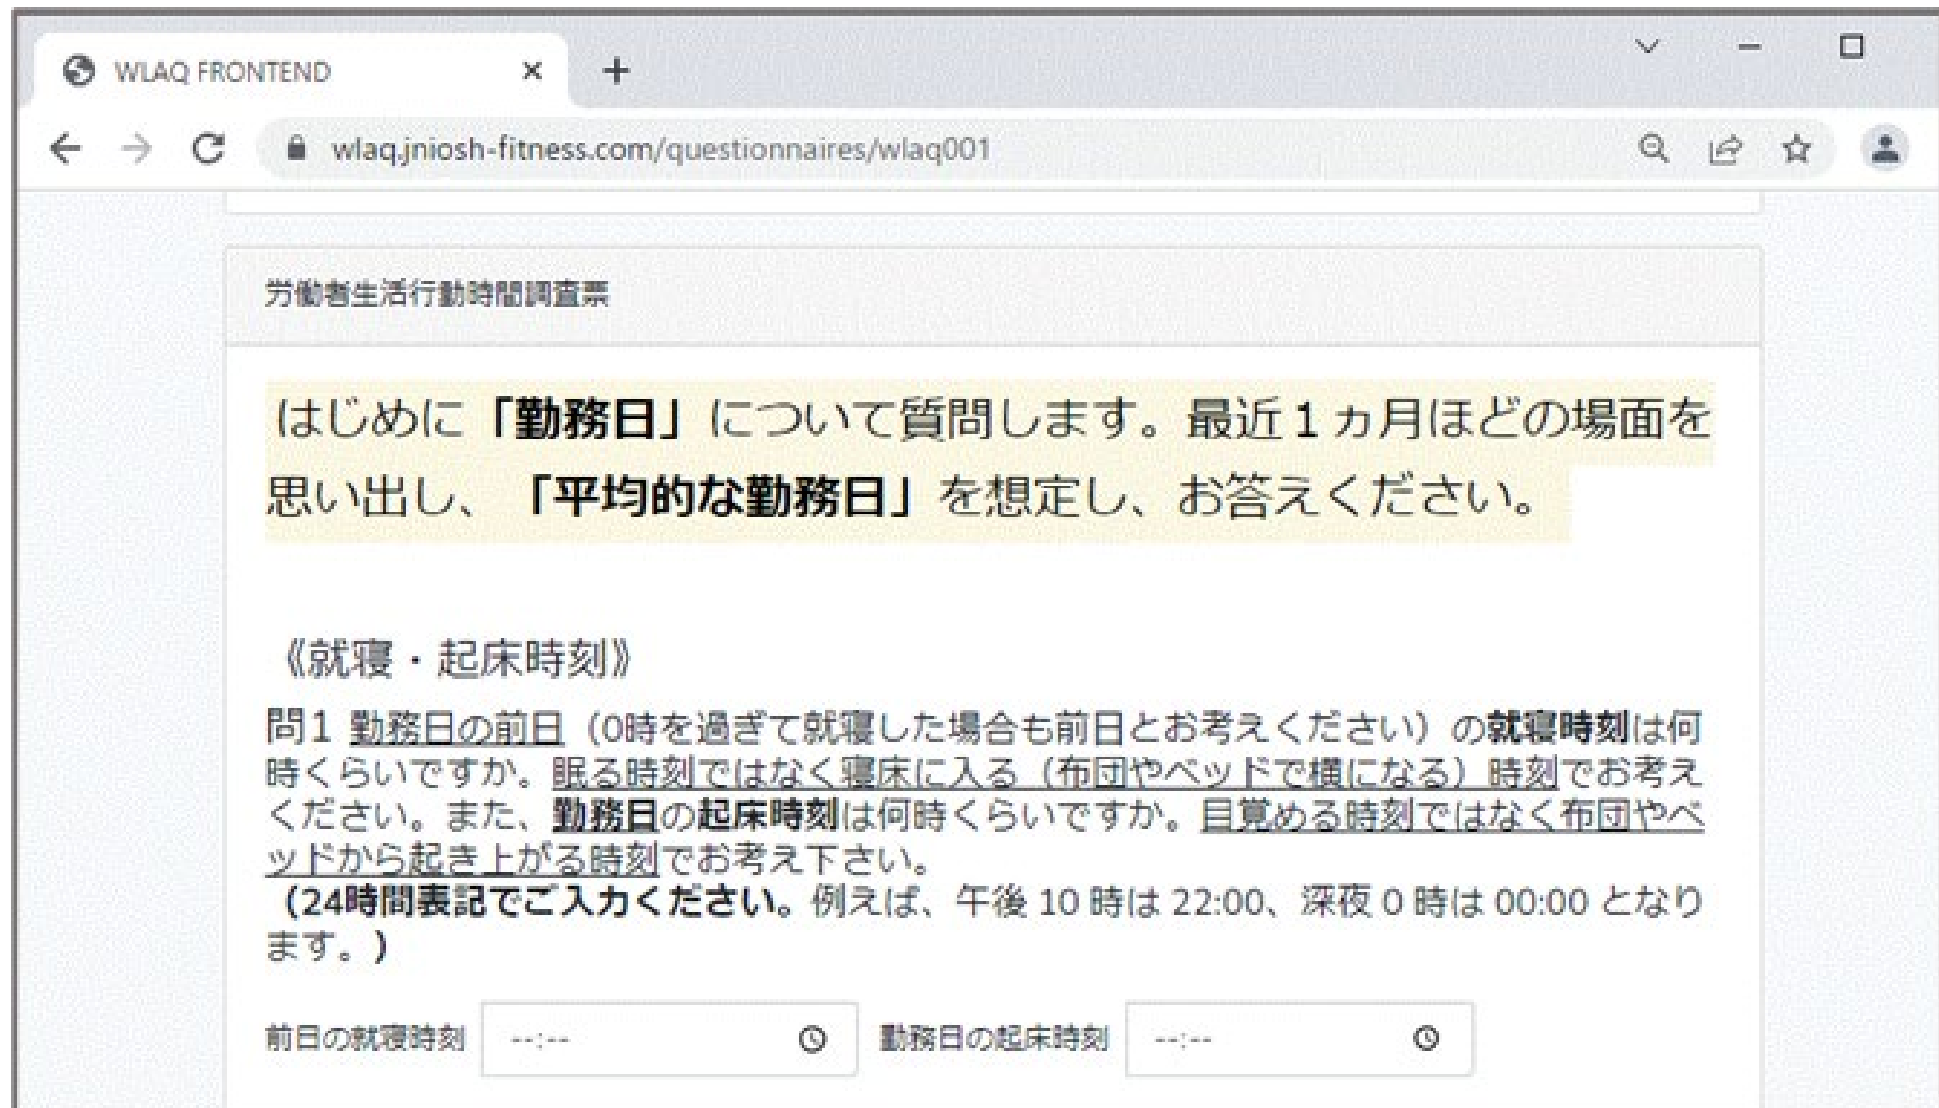 WLAQ FRONTEND
wlaq.jniosh-fitness.com/questionnaires/wlaq001
労働者生活行動時間調査票
はじめに「勤務日」について質問します。最近１ヵ月ほどの場面を
思い出し、「平均的な勤務日」を想定し、お答えください。
《就寝・起床時刻》
問1 勤務日の前日（0時を過ぎて就寝した場合も前日とお考えください）の就寝時刻は何
時くらいですか。眠る時刻ではなく寝床に入る（布団やベッドで横になる）時刻でお考え
ください。また、勤務日の起床時刻は何時くらいですか。目覚める時刻ではなく布団やベ
ッドから起き上がる時刻でお考え下さい。
（24時間表記でご入力ください。例えば、午後 10 時は 22:00、深夜 0 時は 00:00 となり
ます。）
前日の就寝時刻 --:-- 勤務日の起床時刻 --:--